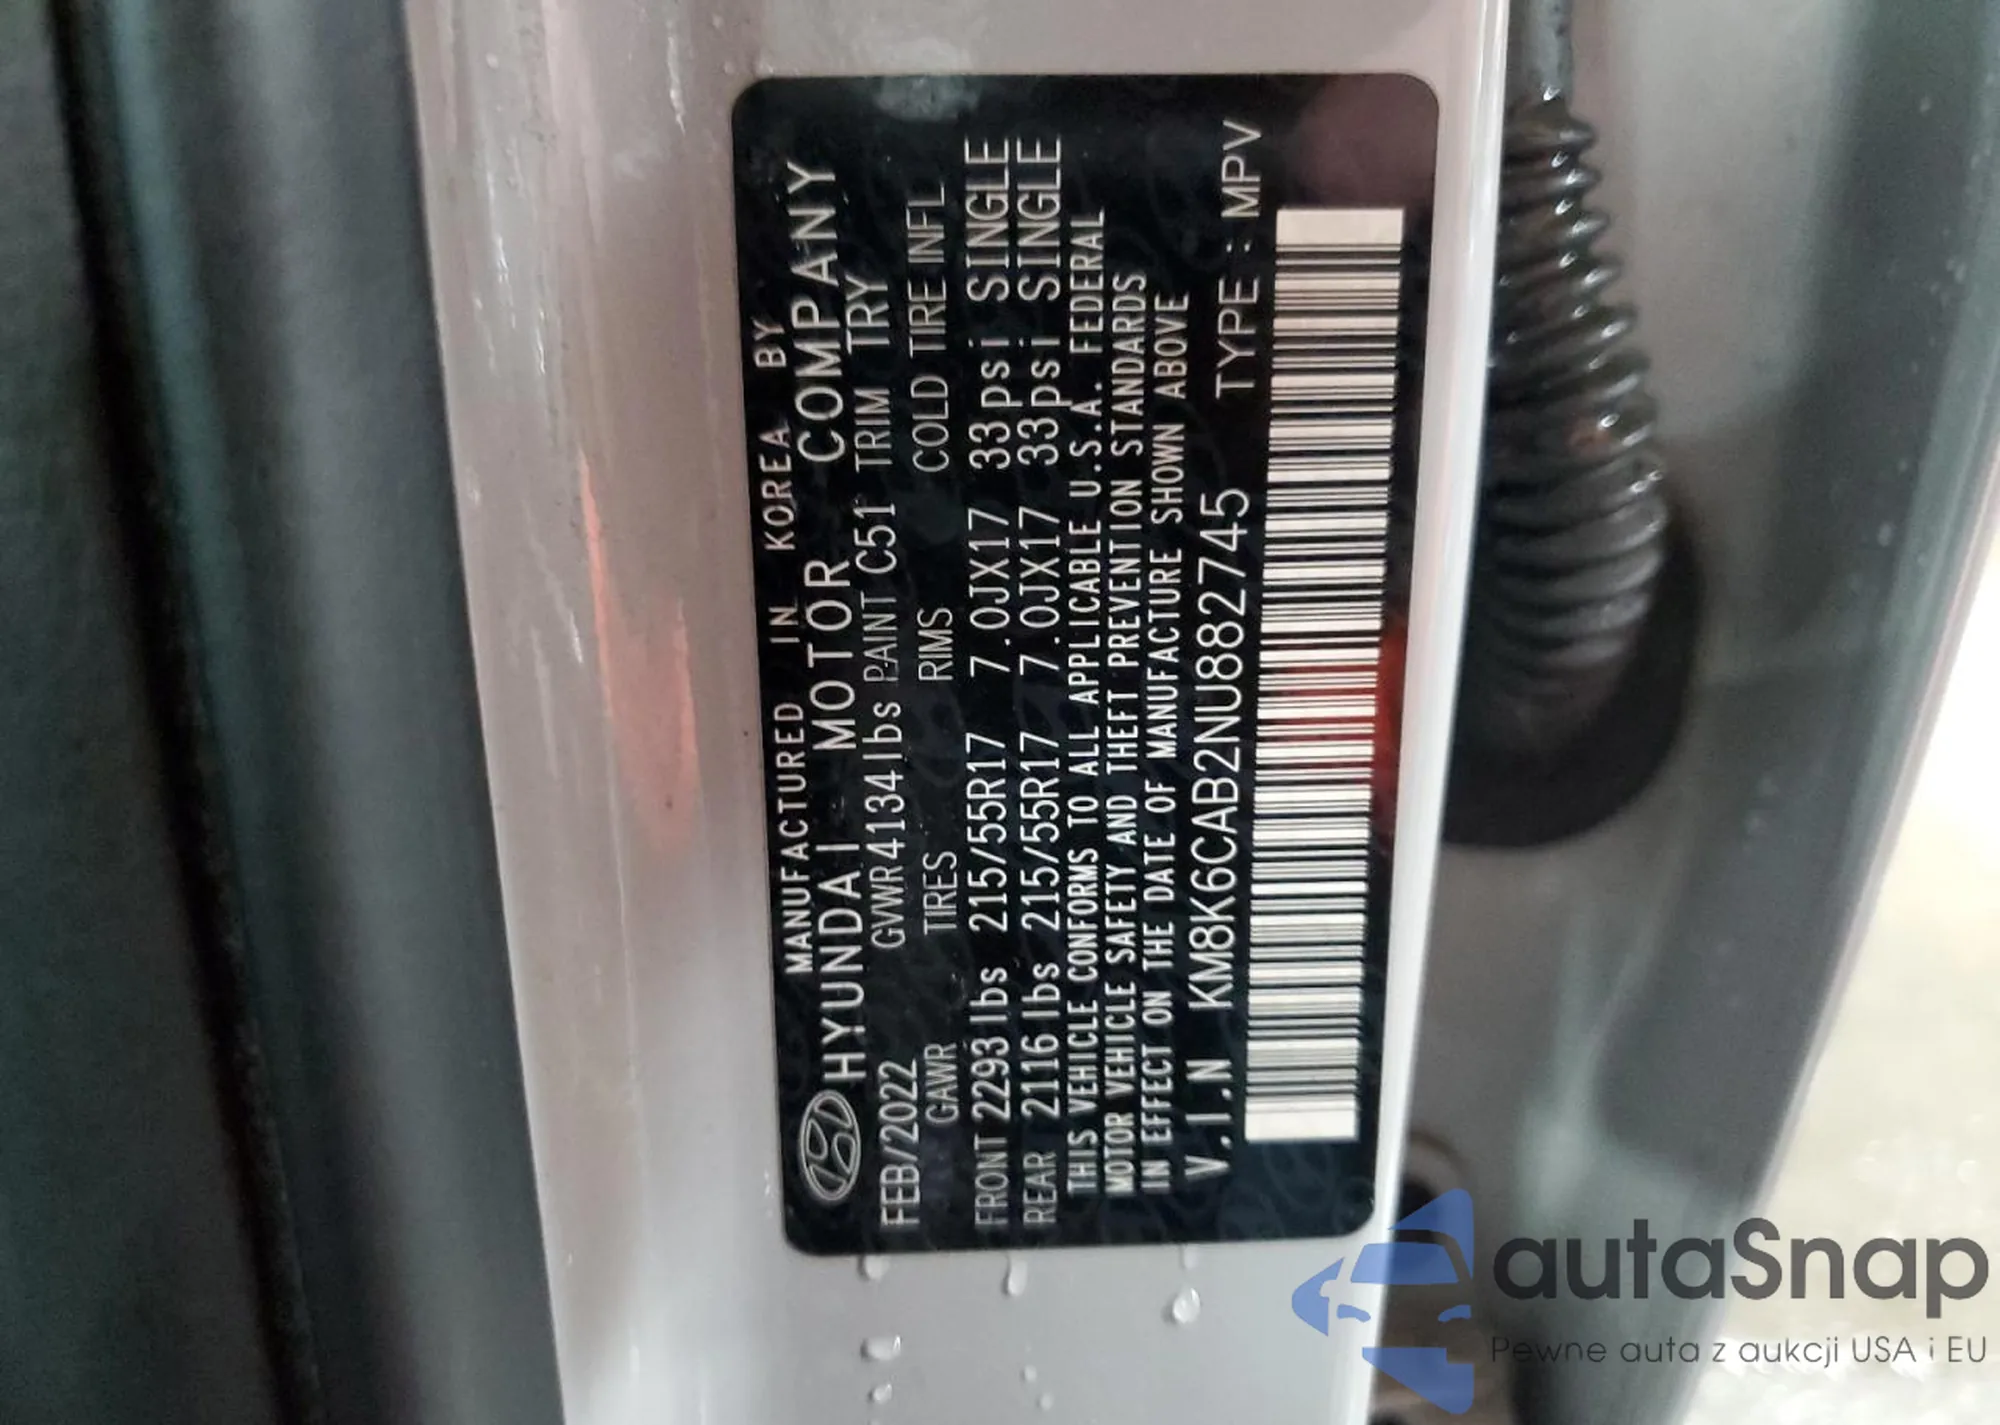 MANUFACTURED IN KOREA BY
HYUNDAI MOTOR COMPANY
FEB/2022 GVWR 4134 lbs PAINT C51 TRIM TRY
GAWR TIRES RIMS COLD TIRE INFL
FRONT 2293 lbs 215/55R17 7.0JX17 33 psi SINGLE
REAR 2116 lbs 215/55R17 7.0JX17 33 psi SINGLE
THIS VEHICLE CONFORMS TO ALL APPLICABLE U.S.A. FEDERAL
MOTOR VEHICLE SAFETY AND THEFT PREVENTION STANDARDS
IN EFFECT ON THE DATE OF MANUFACTURE SHOWN ABOVE
V.I.N KM8K6CAB2NU882745 TYPE : MPV
autaSnap
Pewne auta z aukcji USA i EU